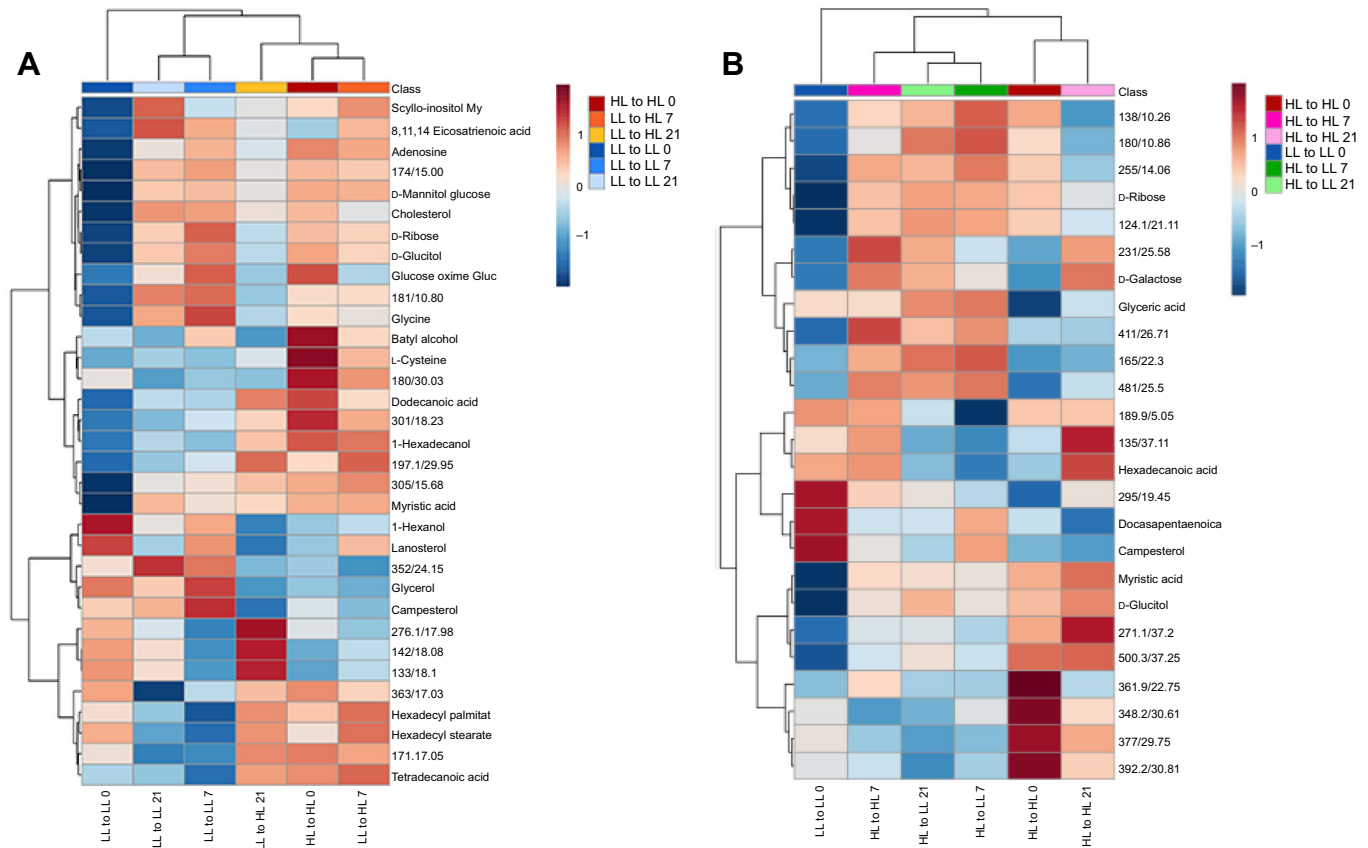 A
Class
Scyllo-inositol My
8,11,14 Eicosatrienoic acid
Adenosine
174/15.00
D-Mannitol glucose
Cholesterol
D-Ribose
D-Glucitol
Glucose oxime Gluc
181/10.80
Glycine
Batyl alcohol
L-Cysteine
180/30.03
Dodecanoic acid
301/18.23
1-Hexadecanol
197.1/29.95
305/15.68
Myristic acid
1-Hexanol
Lanosterol
352/24.15
Glycerol
Campesterol
276.1/17.98
142/18.08
133/18.1
363/17.03
Hexadecyl palmitat
Hexadecyl stearate
171.17.05
Tetradecanoic acid
LL to LL 0
LL to LL 21
LL to LL 7
LL to HL 21
HL to HL 0
LL to HL 7
1
0
−1
HL to HL 0
LL to HL 7
LL to HL 21
LL to LL 0
LL to LL 7
LL to LL 21
B
Class
138/10.26
180/10.86
255/14.06
D-Ribose
124.1/21.11
231/25.58
D-Galactose
Glyceric acid
411/26.71
165/22.3
481/25.5
189.9/5.05
135/37.11
Hexadecanoic acid
295/19.45
Docasapentaenoica
Campesterol
Myristic acid
D-Glucitol
271.1/37.2
500.3/37.25
361.9/22.75
348.2/30.61
377/29.75
392.2/30.81
LL to LL 0
HL to HL 7
HL to LL 21
HL to LL 7
HL to HL 0
HL to HL 21
1
0
−1
HL to HL 0
HL to HL 7
HL to HL 21
LL to LL 0
HL to LL 7
HL to LL 21